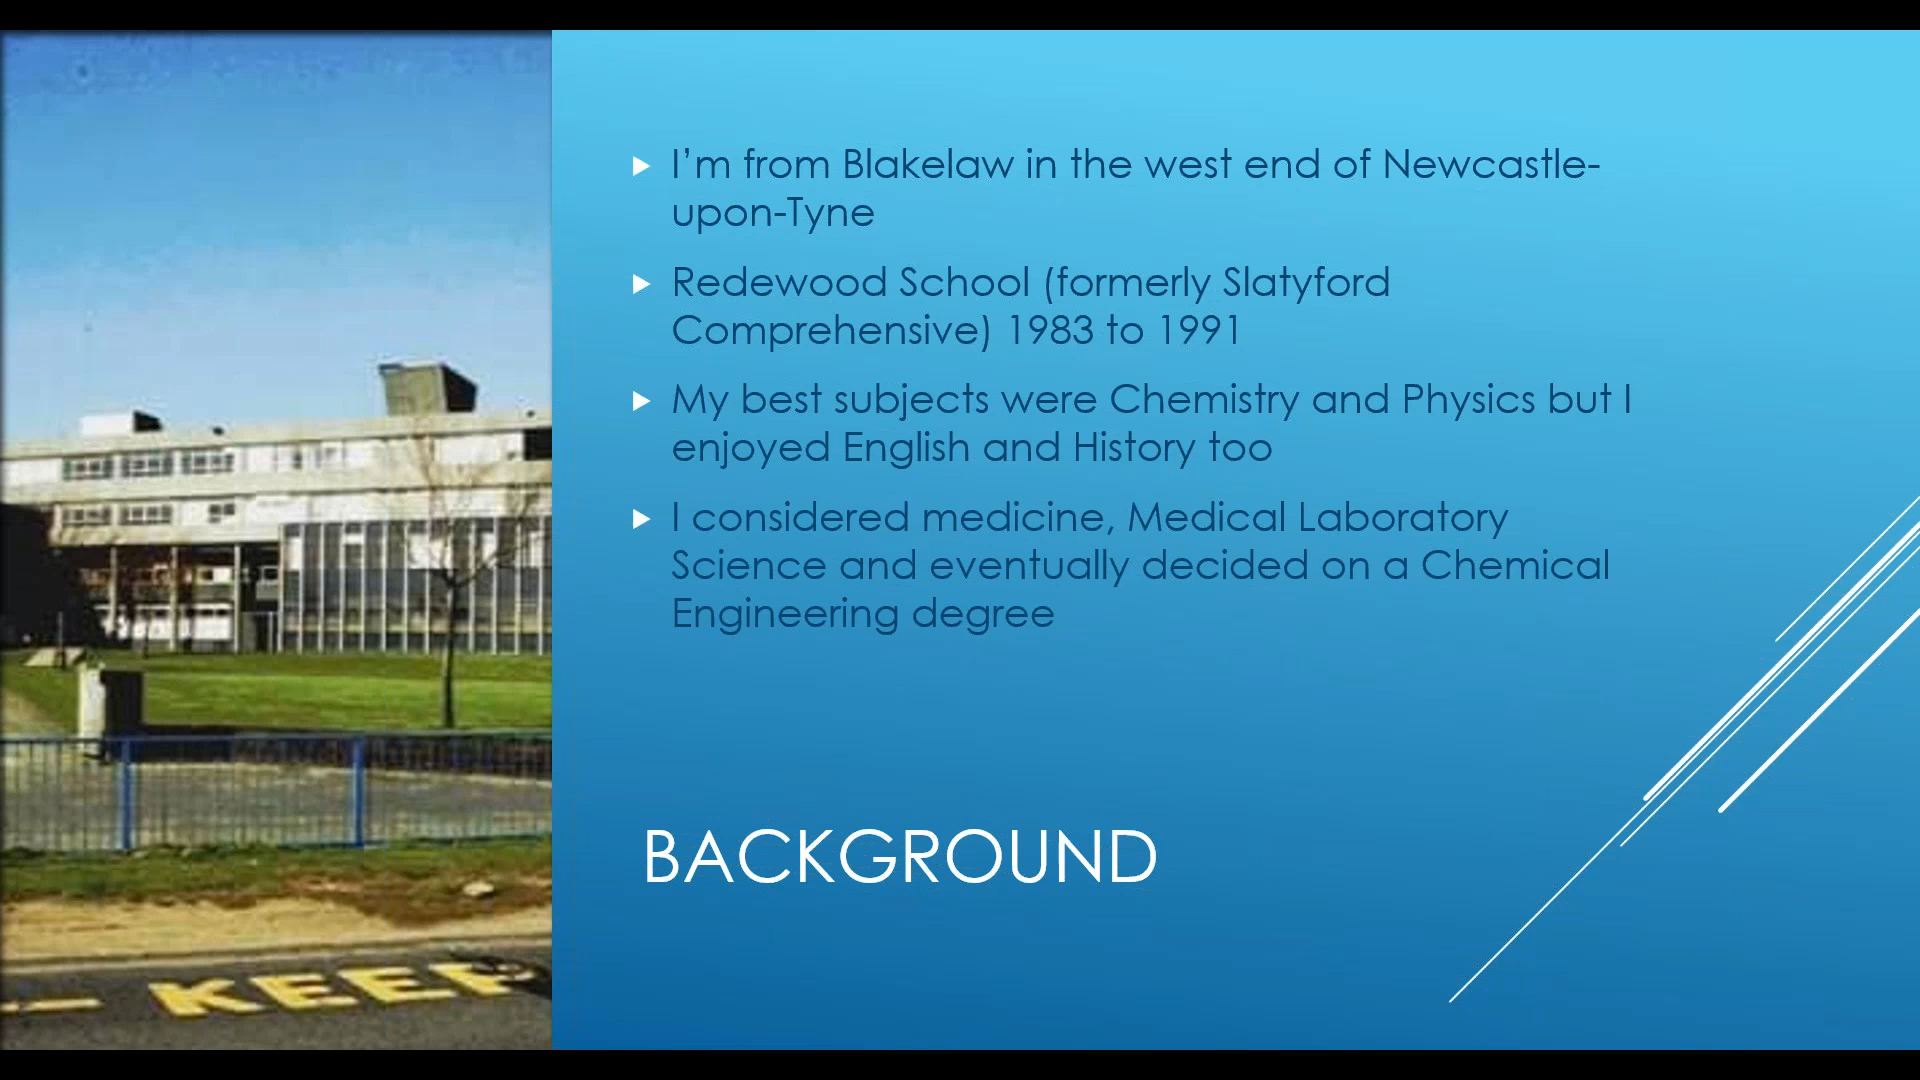 I’m from Blakelaw in the west end of Newcastle-
upon-Tyne
Redewood School (formerly Slatyford
Comprehensive) 1983 to 1991
My best subjects were Chemistry and Physics but I
enjoyed English and History too
I considered medicine, Medical Laboratory
Science and eventually decided on a Chemical
Engineering degree
BACKGROUND
KEEP